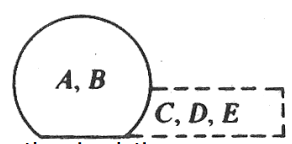 A, B
C, D, E